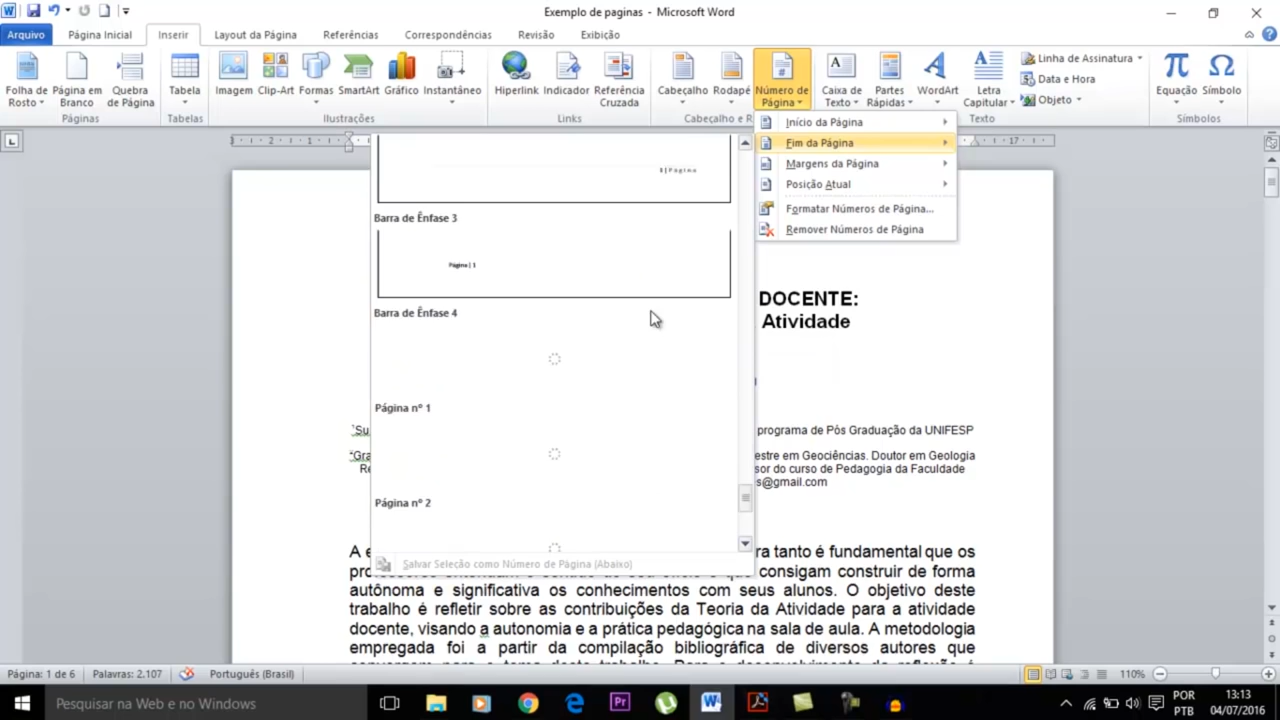 Exemplo de paginas - Microsoft Word
Arquivo Página Inicial Inserir Layout da Página Referências Correspondências Revisão Exibição
Folha de Rosto
Página em Branco
Quebra de Página
Tabela
Imagem
Clip-Art
Formas
SmartArt
Gráfico
Instantâneo
Hiperlink
Indicador
Referência Cruzada
Cabeçalho
Rodapé
Número de Página
Caixa de Texto
Partes Rápidas
WordArt
Letra Capitular
Linha de Assinatura
Data e Hora
Objeto
π
Equação
Ω
Símbolo
Páginas Tabelas Ilustrações Links Cabeçalho e R Texto Símbolos
Início da Página
Fim da Página
Margens da Página
Posição Atual
Formatar Números de Página...
Remover Números de Página
1 | Página
Barra de Ênfase 3
Página | 1
Barra de Ênfase 4
Página nº 1
Página nº 2
Salvar Seleção como Número de Página (Abaixo)
DOCENTE:
Atividade
programa de Pós Graduação da UNIFESP
estre em Geociências. Doutor em Geologia
sor do curso de Pedagogia da Faculdade
s@gmail.com
ra tanto é fundamental que os
consigam construir de forma
autônoma e significativa os conhecimentos com seus alunos. O objetivo deste
trabalho é refletir sobre as contribuições da Teoria da Atividade para a atividade
docente, visando a autonomia e a prática pedagógica na sala de aula. A metodologia
empregada foi a partir da compilação bibliográfica de diversos autores que
Página: 1 de 6 Palavras: 2.107 Português (Brasil) 110%
Pesquisar na Web e no Windows
POR
PTB
13:13
04/07/2016